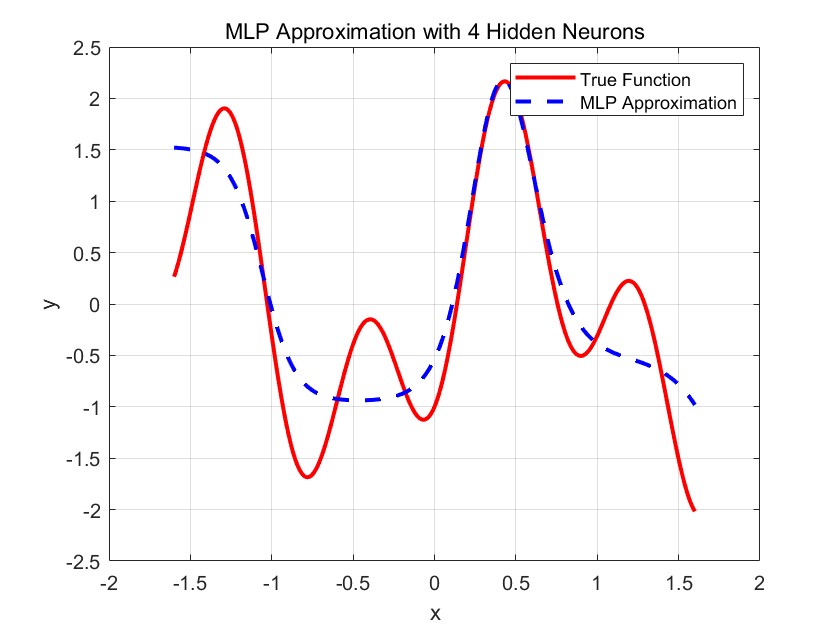 MLP Approximation with 4 Hidden Neurons
True Function
MLP Approximation
2.5
2
1.5
1
0.5
0
-0.5
-1
-1.5
-2
-2.5
y
-2 -1.5 -1 -0.5 0 0.5 1 1.5 2
x